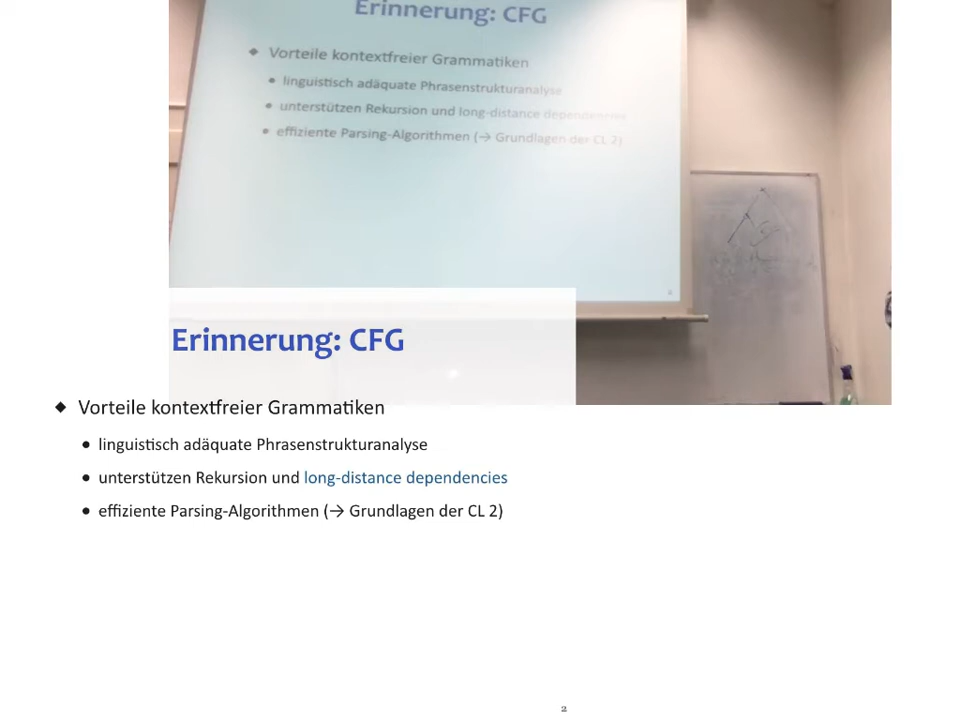 Erinnerung: CFG
◆ Vorteile kontextfreier Grammatiken
• linguistisch adäquate Phrasenstrukturanalyse
• unterstützen Rekursion und long-distance dependencies
• effiziente Parsing-Algorithmen (→ Grundlagen der CL 2)
Erinnerung: CFG
◆ Vorteile kontextfreier Grammatiken
• linguistisch adäquate Phrasenstrukturanalyse
• unterstützen Rekursion und long-distance dependencies
• effiziente Parsing-Algorithmen (→ Grundlagen der CL 2)
2